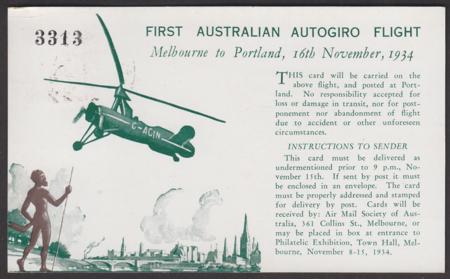 3313
FIRST AUSTRALIAN AUTOGIRO FLIGHT
Melbourne to Portland, 16th November, 1934
THIS card will be carried on the
above flight, and posted at Port-
land. No responsibility accepted for
loss or damage in transit, nor for post-
ponement nor abandonment of flight
due to accident or other unforeseen
circumstances.
INSTRUCTIONS TO SENDER
This card must be delivered as
undermentioned prior to 9 p.m., No-
vember 15th. If sent by post it must
be enclosed in an envelope. The card
must be properly addressed and stamped
for delivery by post. Cards will be
received by: Air Mail Society of Aus-
tralia, 361 Collins St., Melbourne, or
may be placed in box at entrance to
Philatelic Exhibition, Town Hall, Mel-
bourne, November 8-15, 1934.
G-ACIN